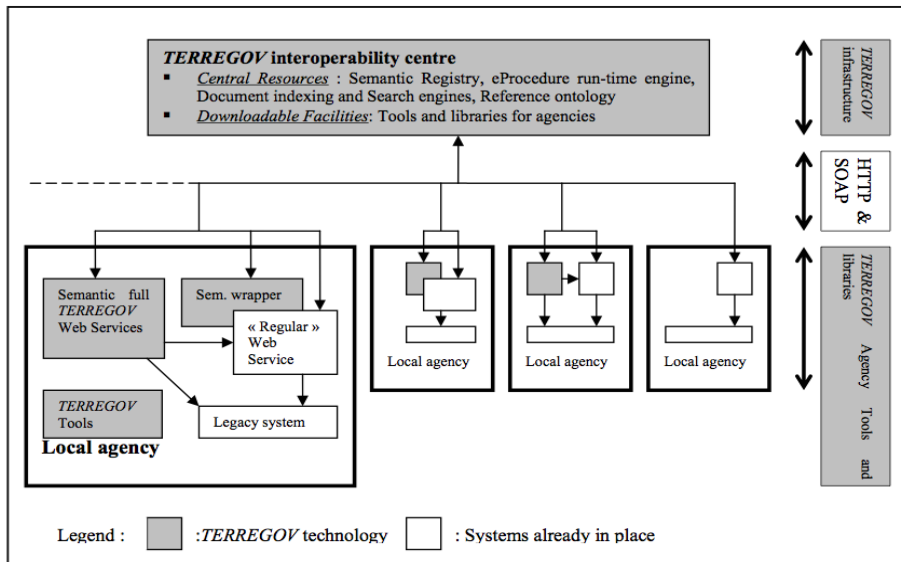 TERREGOV interoperability centre
▪ Central Resources : Semantic Registry, eProcedure run-time engine,
Document indexing and Search engines, Reference ontology
▪ Downloadable Facilities: Tools and libraries for agencies
TERREGOV
infrastructure
HTTP &
SOAP
TERREGOV Agency Tools and
libraries
Semantic full
TERREGOV
Web Services
Sem. wrapper
« Regular »
Web
Service
TERREGOV
Tools
Legacy system
Local agency
Local agency
Local agency
Local agency
Legend :
:TERREGOV technology
: Systems already in place